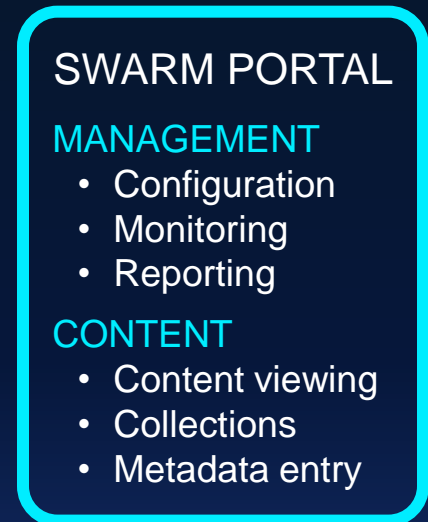 SWARM PORTAL
MANAGEMENT
• Configuration
• Monitoring
• Reporting
CONTENT
• Content viewing
• Collections
• Metadata entry